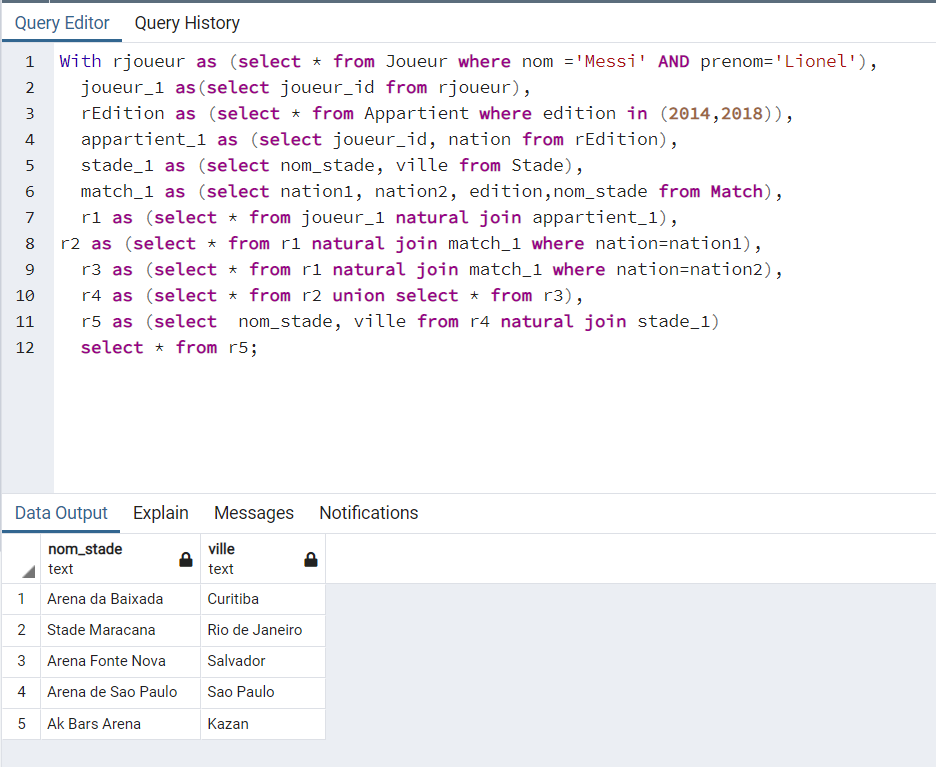 Query Editor Query History
1 With rjoueur as (select * from Joueur where nom ='Messi' AND prenom='Lionel'),
2 joueur_1 as(select joueur_id from rjoueur),
3 rEdition as (select * from Appartient where edition in (2014,2018)),
4 appartient_1 as (select joueur_id, nation from rEdition),
5 stade_1 as (select nom_stade, ville from Stade),
6 match_1 as (select nation1, nation2, edition,nom_stade from Match),
7 r1 as (select * from joueur_1 natural join appartient_1),
8 r2 as (select * from r1 natural join match_1 where nation=nation1),
9 r3 as (select * from r1 natural join match_1 where nation=nation2),
10 r4 as (select * from r2 union select * from r3),
11 r5 as (select  nom_stade, ville from r4 natural join stade_1)
12 select * from r5;
Data Output Explain Messages Notifications
nom_stade ville
text text
1 Arena da Baixada Curitiba
2 Stade Maracana Rio de Janeiro
3 Arena Fonte Nova Salvador
4 Arena de Sao Paulo Sao Paulo
5 Ak Bars Arena Kazan